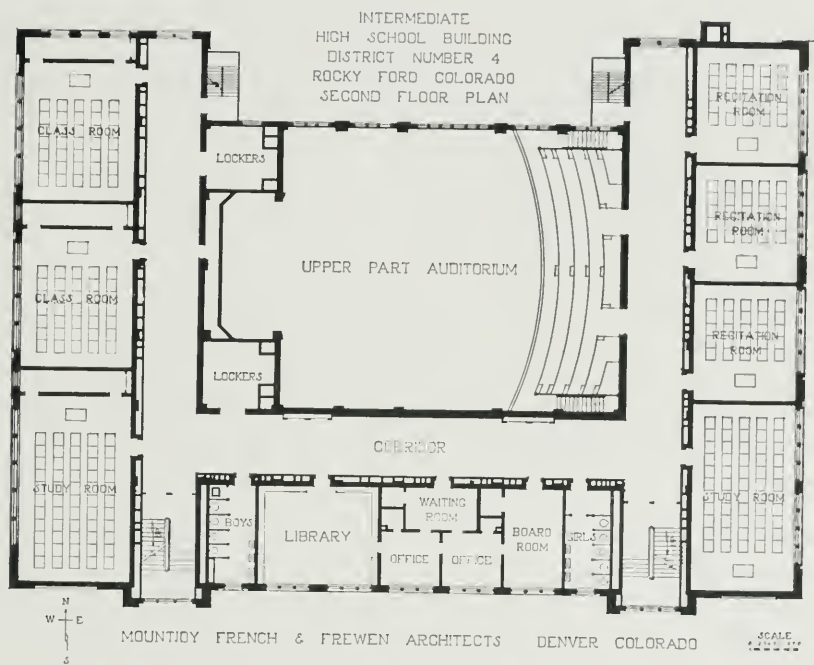 INTERMEDIATE
HIGH SCHOOL BUILDING
DISTRICT NUMBER 4
ROCKY FORD COLORADO
SECOND FLOOR PLAN
CLASS ROOM
LOCKERS
RECITATION
ROOM
RECITATION
ROOM
UPPER PART AUDITORIUM
CLASS ROOM
RECITATION
ROOM
LOCKERS
CORRIDOR
STUDY ROOM
STUDY ROOM
WAITING
ROOM
BOYS
LIBRARY
BOARD
ROOM
GIRLS
OFFICE
OFFICE
N
W E
S
MOUNTJOY FRENCH & FREWEN ARCHITECTS DENVER COLORADO
SCALE